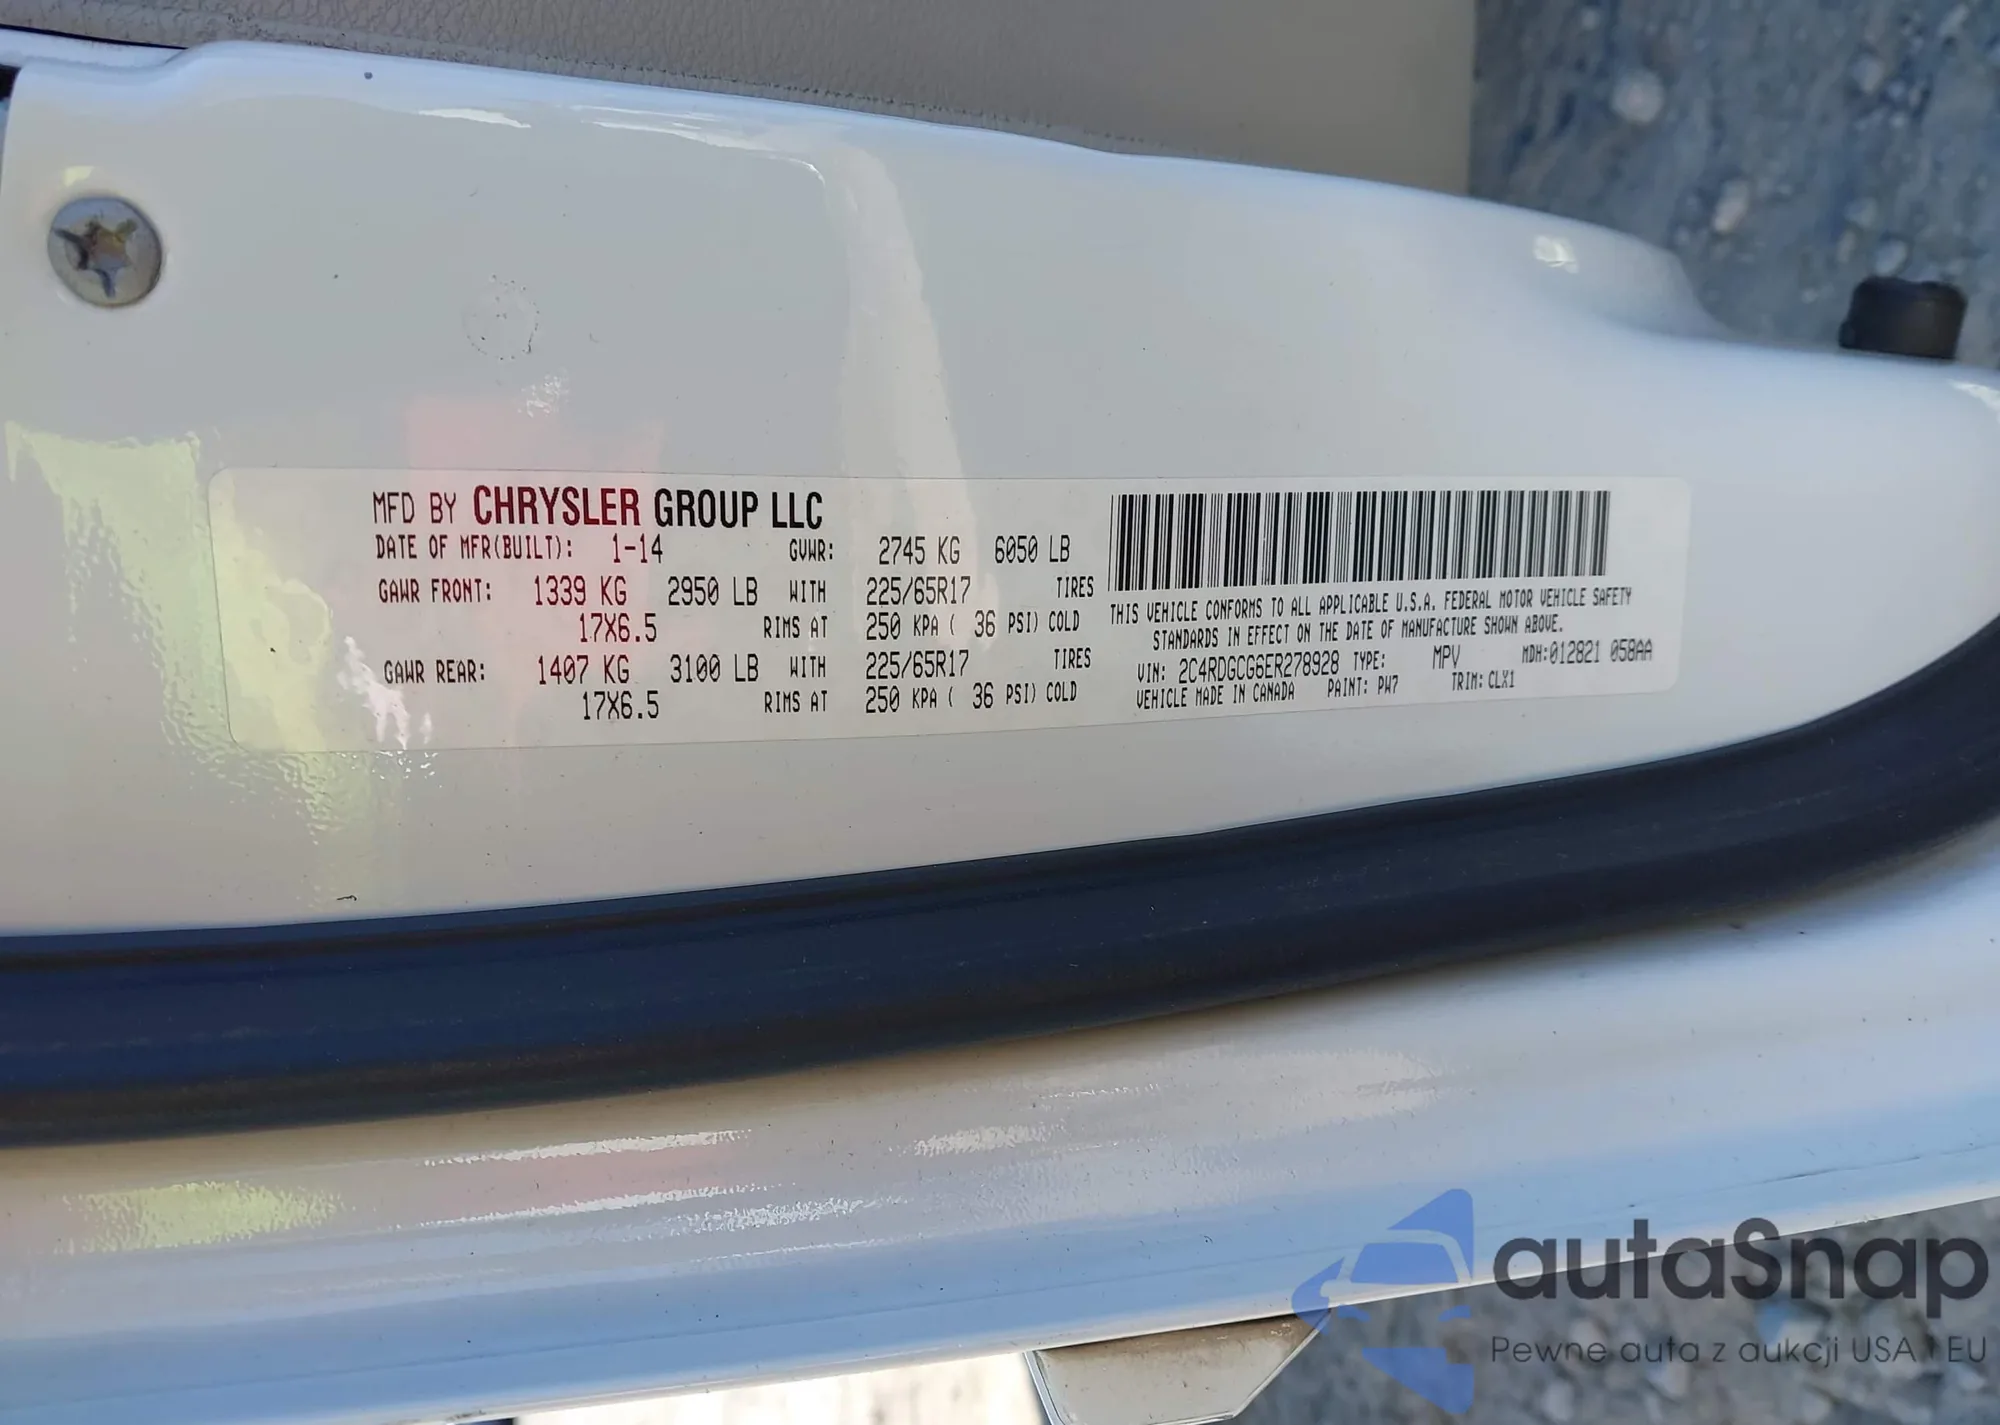 MFD BY CHRYSLER GROUP LLC
DATE OF MFR(BUILT): 1-14 GVWR: 2745 KG 6050 LB
GAWR FRONT: 1339 KG 2950 LB WITH 225/65R17 TIRES
17X6.5 RIMS AT 250 KPA ( 36 PSI) COLD
GAWR REAR: 1407 KG 3100 LB WITH 225/65R17 TIRES
17X6.5 RIMS AT 250 KPA ( 36 PSI) COLD
THIS VEHICLE CONFORMS TO ALL APPLICABLE U.S.A. FEDERAL MOTOR VEHICLE SAFETY
STANDARDS IN EFFECT ON THE DATE OF MANUFACTURE SHOWN ABOVE.
VIN: 2C4RDGCG6ER278928 TYPE: MPV MDH:012821 058AA
VEHICLE MADE IN CANADA PAINT: PW7 TRIM: CLX1
autaSnap
Pewne auta z aukcji USA i EU